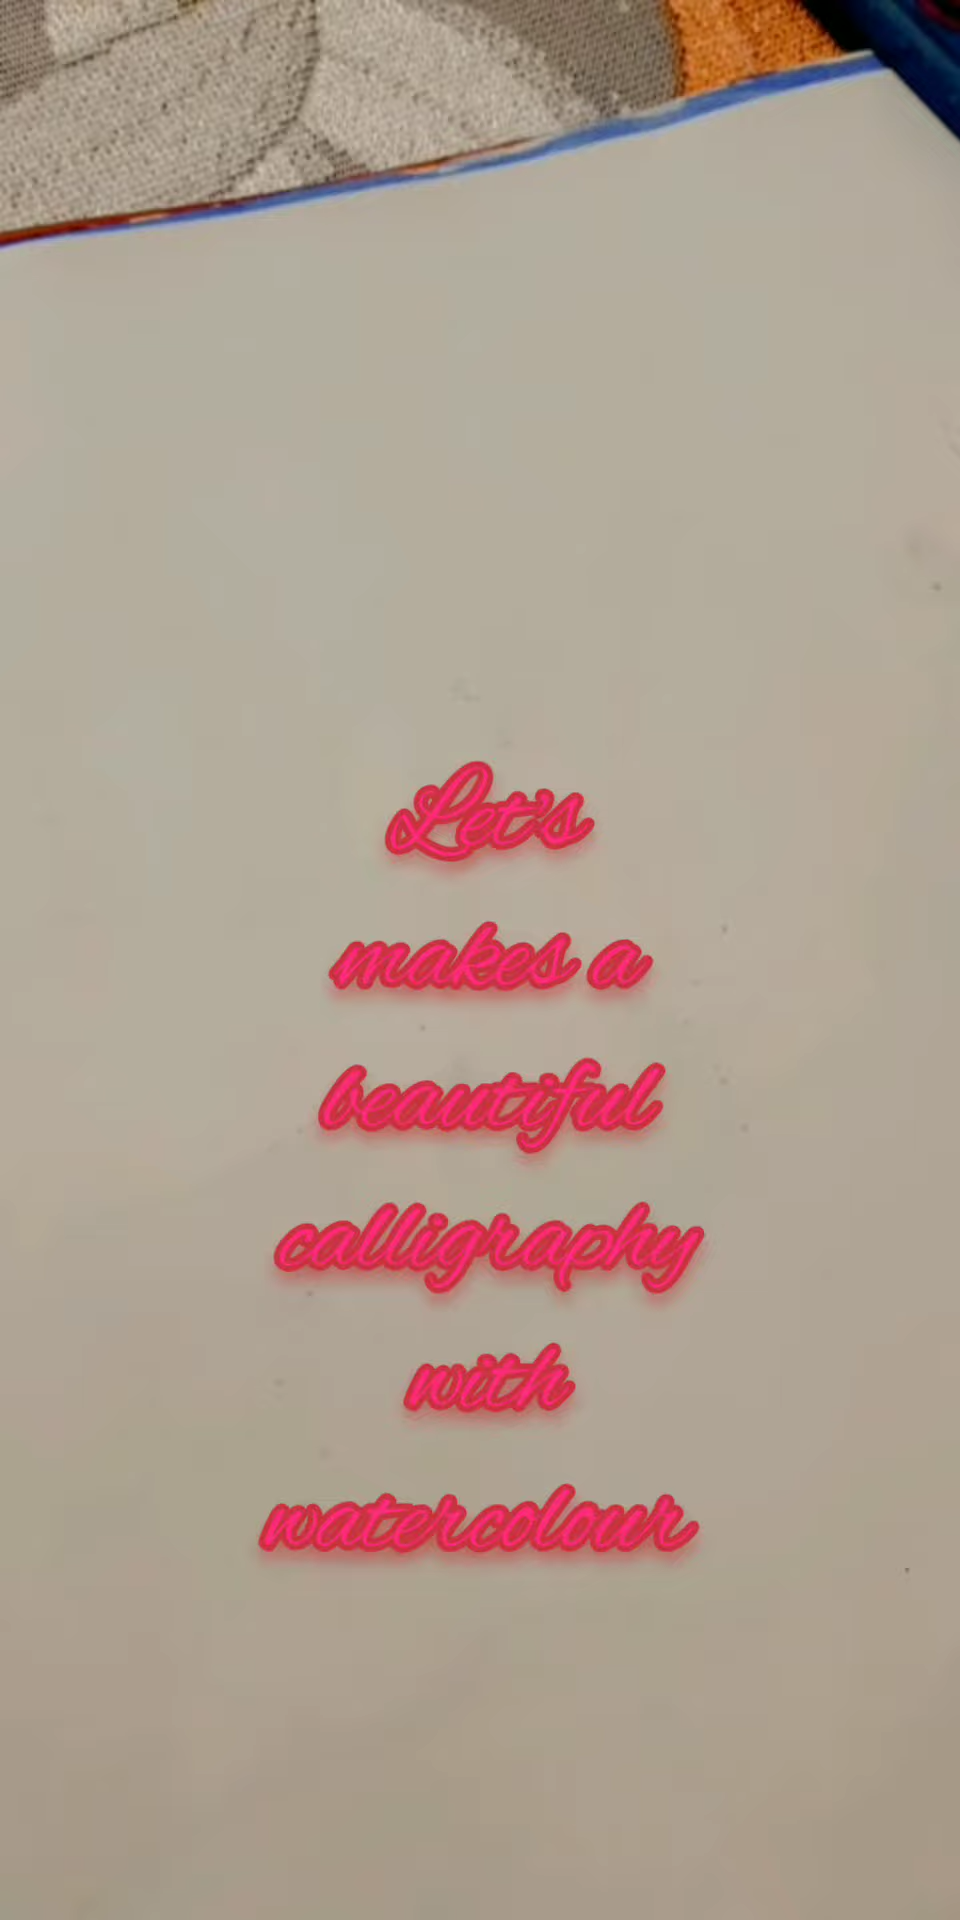 Let's
makes a
beautiful
calligraphy
with
watercolour